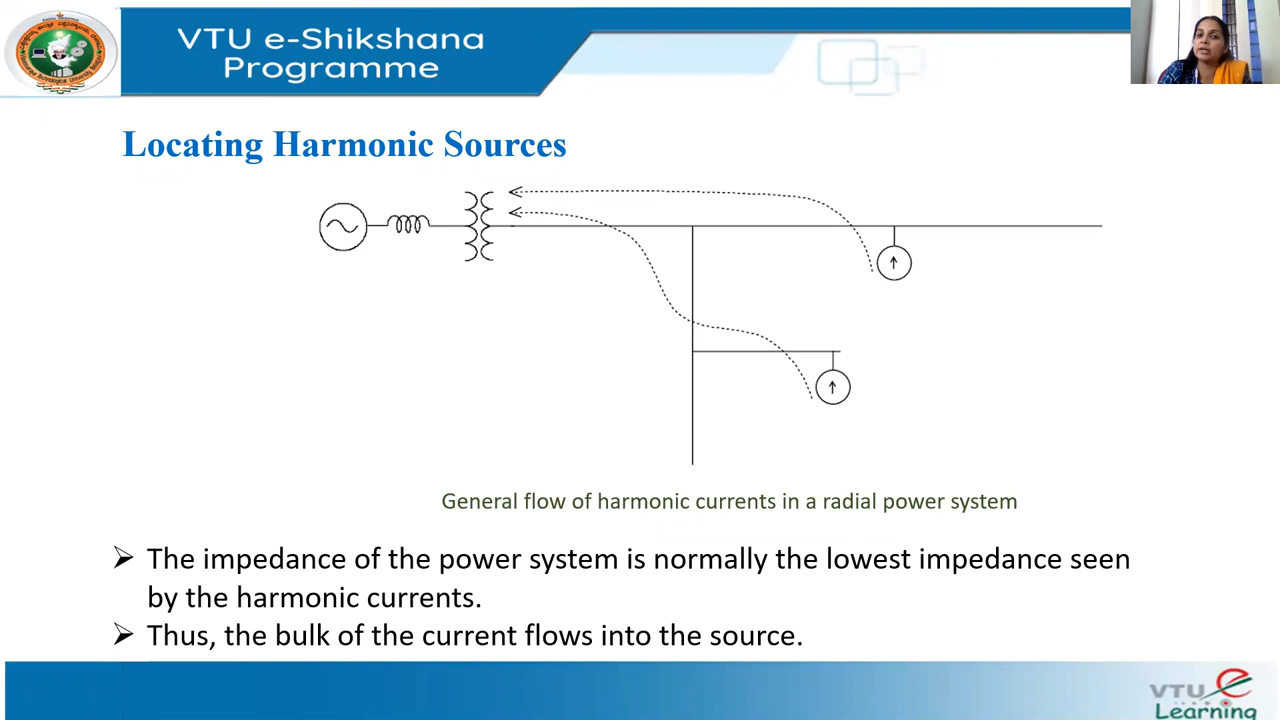 VTU e-Shikshana
Programme
Locating Harmonic Sources
General flow of harmonic currents in a radial power system
➢ The impedance of the power system is normally the lowest impedance seen
by the harmonic currents.
➢ Thus, the bulk of the current flows into the source.
VTU e
Learning